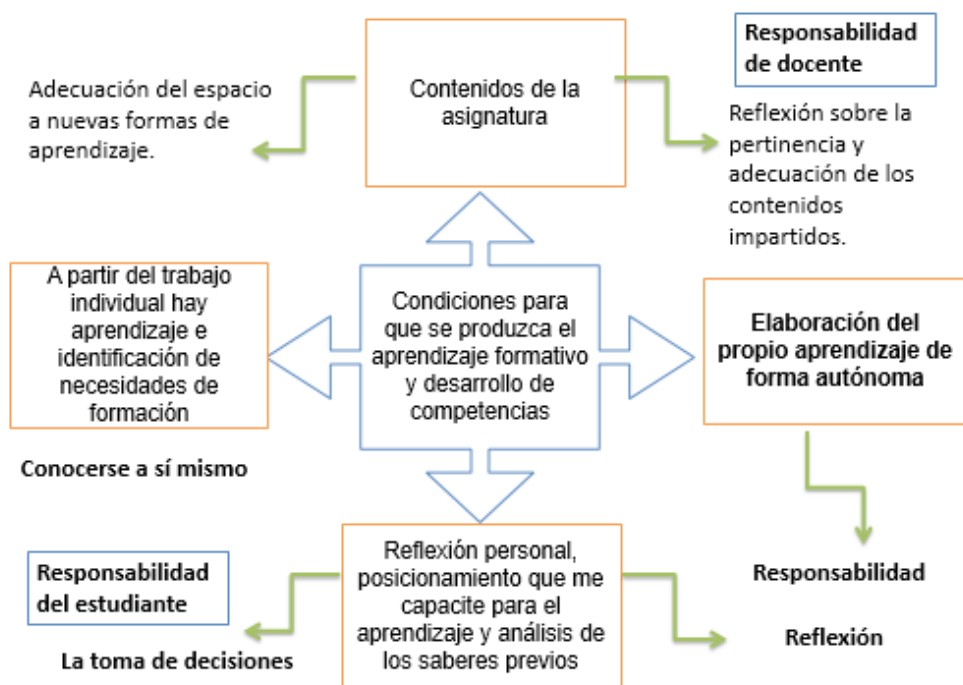 Contenidos de la
asignatura
Responsabilidad
de docente
Adecuación del espacio
a nuevas formas de
aprendizaje.
Reflexión sobre la
pertinencia y
adecuación de los
contenidos
impartidos.
A partir del trabajo
individual hay
aprendizaje e
identificación de
necesidades de
formación
Condiciones para
que se produzca el
aprendizaje formativo
y desarrollo de
competencias
Elaboración del
propio aprendizaje de
forma autónoma
Conocerse a sí mismo
Responsabilidad
del estudiante
Reflexión personal,
posicionamiento que me
capacite para el
aprendizaje y análisis de
los saberes previos
Responsabilidad
Reflexión
La toma de decisiones